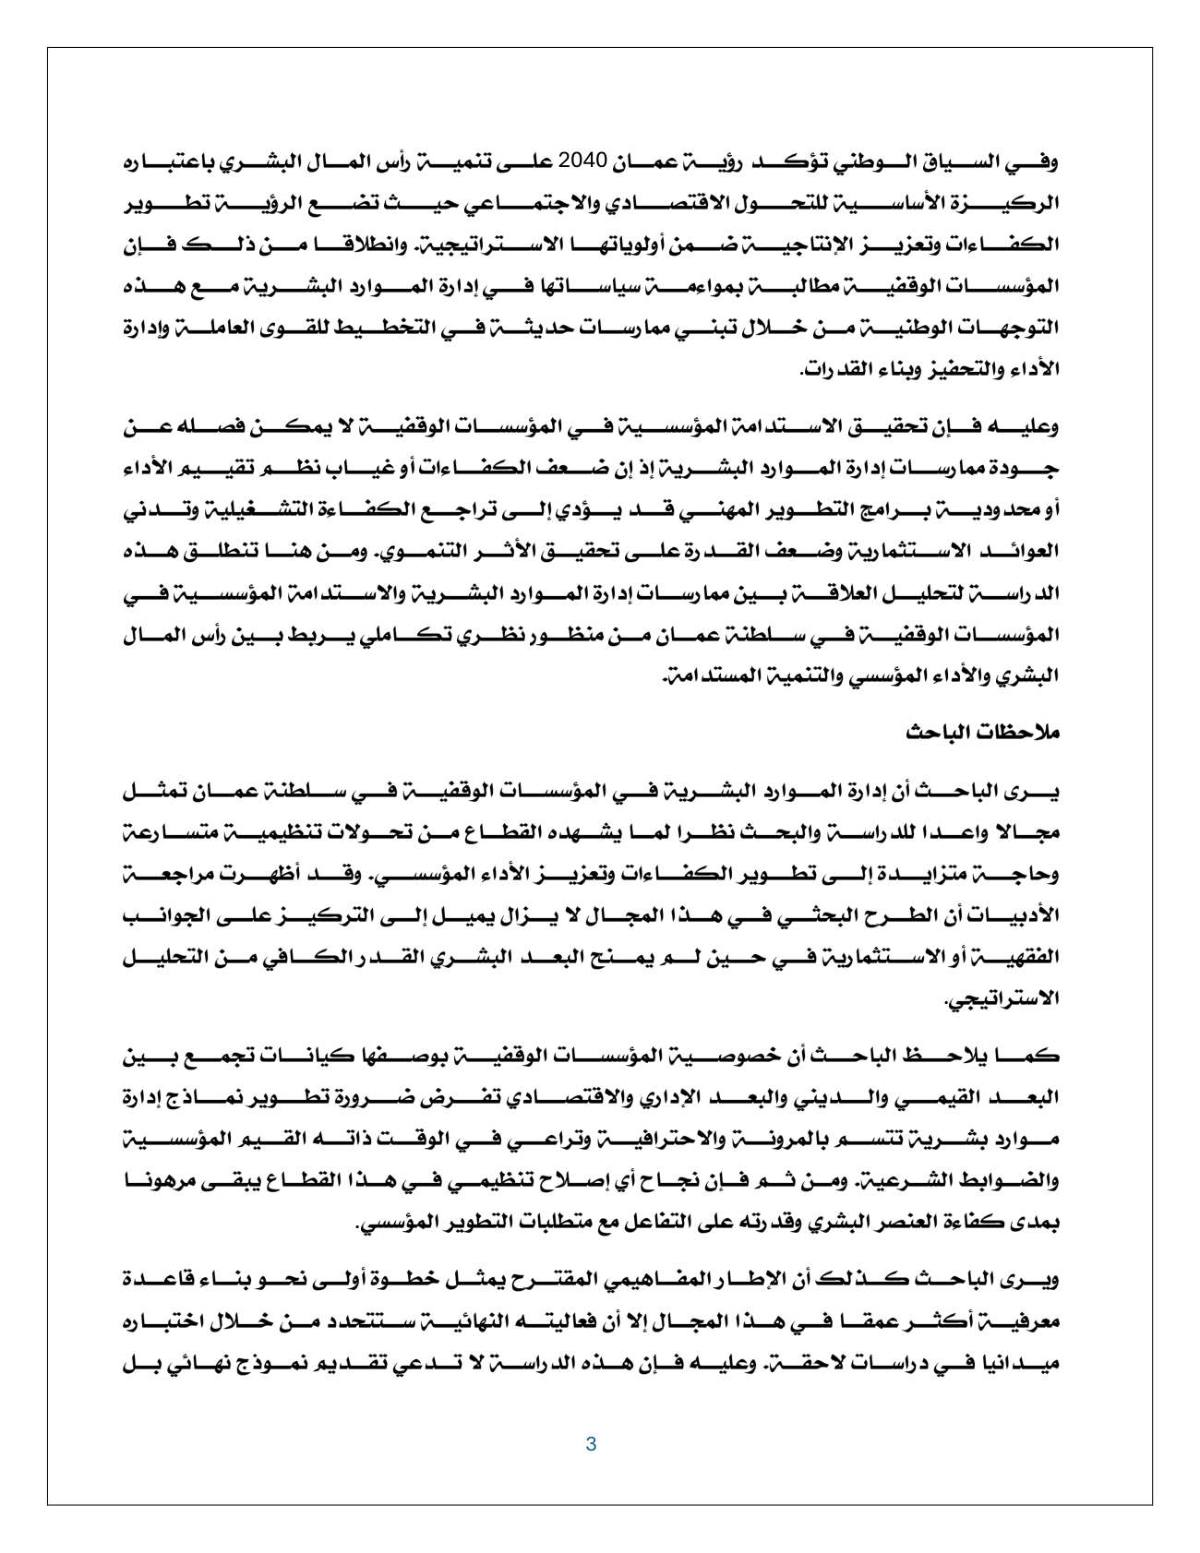 وفي السياق الوطني تؤكد رؤية عمان 2040 على تنمية رأس المال البشري باعتباره
الركيزة الأساسية للتحول الاقتصادي والاجتماعي حيث تضع الرؤية تطوير
الكفاءات وتعزيز الإنتاجية ضمن أولوياتها الاستراتيجية. وانطلاقا من ذلك فإن
المؤسسات الوقفية مطالبة بمواءمة سياساتها في إدارة الموارد البشرية مع هذه
التوجهات الوطنية من خلال تبني ممارسات حديثة في التخطيط للقوى العاملة وإدارة
الأداء والتحفيز وبناء القدرات.
وعليه فإن تحقيق الاستدامة المؤسسية في المؤسسات الوقفية لا يمكن فصله عن
جودة ممارسات إدارة الموارد البشرية إذ إن ضعف الكفاءات أو غياب نظم تقييم الأداء
أو محدودية برامج التطوير المهني قد يؤدي إلى تراجع الكفاءة التشغيلية وتدني
العوائد الاستثمارية وضعف القدرة على تحقيق الأثر التنموي. ومن هنا تنطلق هذه
الدراسة لتحليل العلاقة بين ممارسات إدارة الموارد البشرية والاستدامة المؤسسية في
المؤسسات الوقفية في سلطنة عمان من منظور نظري تكاملي يربط بين رأس المال
البشري والأداء المؤسسي والتنمية المستدامة.
ملاحظات الباحث
يرى الباحث أن إدارة الموارد البشرية في المؤسسات الوقفية في سلطنة عمان تمثل
مجالا واعدا للدراسة والبحث نظرا لما يشهده القطاع من تحولات تنظيمية متسارعة
وحاجة متزايدة إلى تطوير الكفاءات وتعزيز الأداء المؤسسي. وقد أظهرت مراجعة
الأدبيات أن الطرح البحثي في هذا المجال لا يزال يميل إلى التركيز على الجوانب
الفقهية أو الاستثمارية في حين لم يمنح البعد البشري القدر الكافي من التحليل
الاستراتيجي.
كما يلاحظ الباحث أن خصوصية المؤسسات الوقفية بوصفها كيانات تجمع بين
البعد القيمي والديني والبعد الإداري والاقتصادي تفرض ضرورة تطوير نماذج إدارة
موارد بشرية تتسم بالمرونة والاحترافية وتراعي في الوقت ذاته القيم المؤسسية
والضوابط الشرعية. ومن ثم فإن نجاح أي إصلاح تنظيمي في هذا القطاع يبقى مرهونا
بمدى كفاءة العنصر البشري وقدرته على التفاعل مع متطلبات التطوير المؤسسي.
ويرى الباحث كذلك أن الإطار المفاهيمي المقترح يمثل خطوة أولى نحو بناء قاعدة
معرفية أكثر عمقا في هذا المجال إلا أن فعاليته النهائية ستتحدد من خلال اختباره
ميدانيا في دراسات لاحقة. وعليه فإن هذه الدراسة لا تدعي تقديم نموذج نهائي بل
3